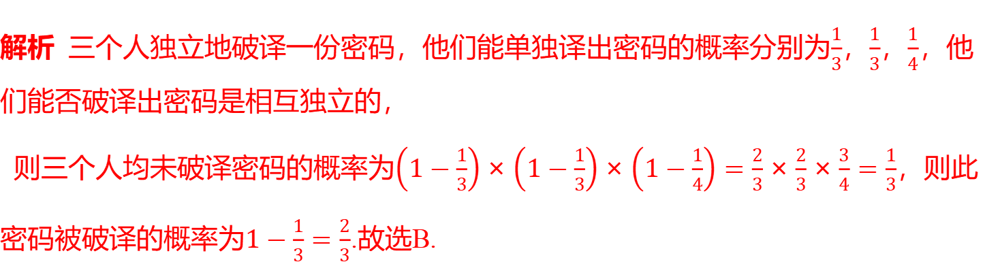 解析 三个人独立地破译一份密码，他们能单独译出密码的概率分别为$\frac{1}{3}$，$\frac{1}{3}$，$\frac{1}{4}$，他
们能否破译出密码是相互独立的，
则三个人均未破译密码的概率为$\left(1-\frac{1}{3}\right)×\left(1-\frac{1}{3}\right)×\left(1-\frac{1}{4}\right)=\frac{2}{3}×\frac{2}{3}×\frac{3}{4}=\frac{1}{3}$，则此
密码被破译的概率为$1-\frac{1}{3}=\frac{2}{3}$.故选B.